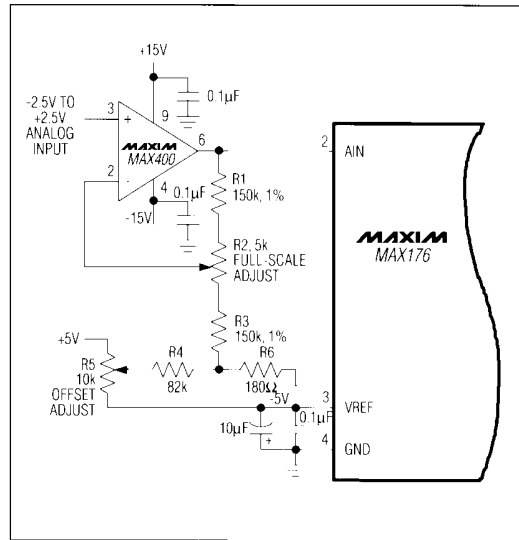 +15V
0.1µF
-2.5V TO
+2.5V
ANALOG
INPUT
3
+
9
MAXIM
MAX400
6
2
-
4
0.1µF
-15V
R1
150k, 1%
R2, 5k
FULL-SCALE
ADJUST
R3
150k, 1%
+5V
R5
10k
OFFSET
ADJUST
R4
82k
R6
180Ω
-5V
10µF
+
0.1µF
2
AIN
MAXIM
MAX176
3
VREF
4
GND